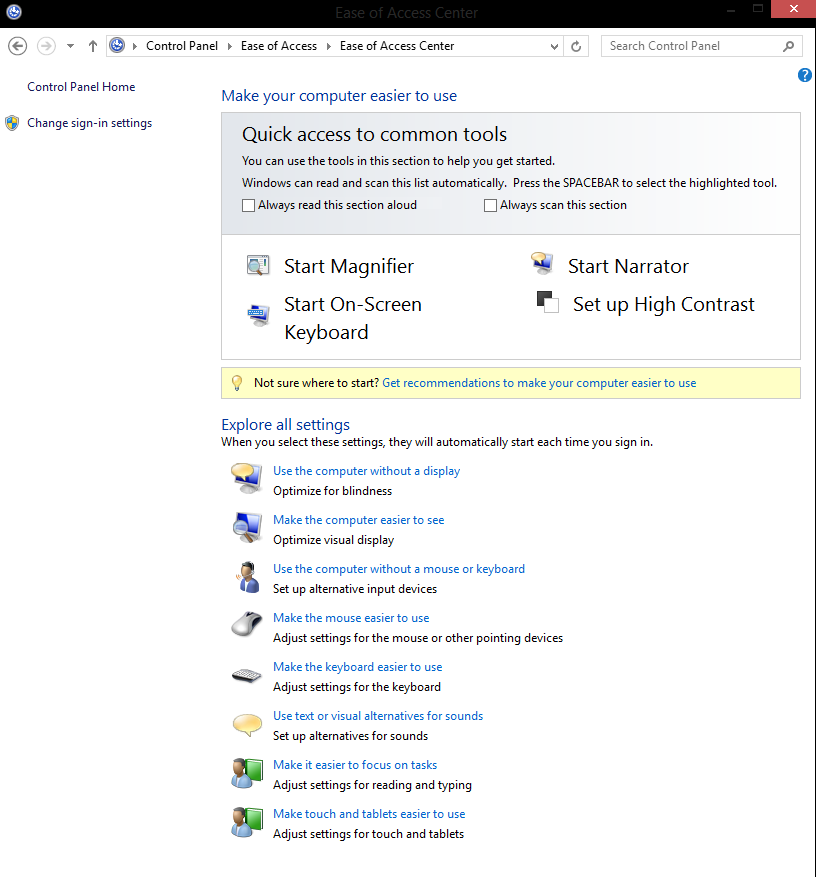 Ease of Access Center
Control Panel Ease of Access Ease of Access Center
Search Control Panel
Control Panel Home
Change sign-in settings
Make your computer easier to use
Quick access to common tools
You can use the tools in this section to help you get started.
Windows can read and scan this list automatically. Press the SPACEBAR to select the highlighted tool.
Always read this section aloud Always scan this section
Start Magnifier Start Narrator
Start On-Screen
Keyboard
Set up High Contrast
Not sure where to start? Get recommendations to make your computer easier to use
Explore all settings
When you select these settings, they will automatically start each time you sign in.
Use the computer without a display
Optimize for blindness
Make the computer easier to see
Optimize visual display
Use the computer without a mouse or keyboard
Set up alternative input devices
Make the mouse easier to use
Adjust settings for the mouse or other pointing devices
Make the keyboard easier to use
Adjust settings for the keyboard
Use text or visual alternatives for sounds
Set up alternatives for sounds
Make it easier to focus on tasks
Adjust settings for reading and typing
Make touch and tablets easier to use
Adjust settings for touch and tablets